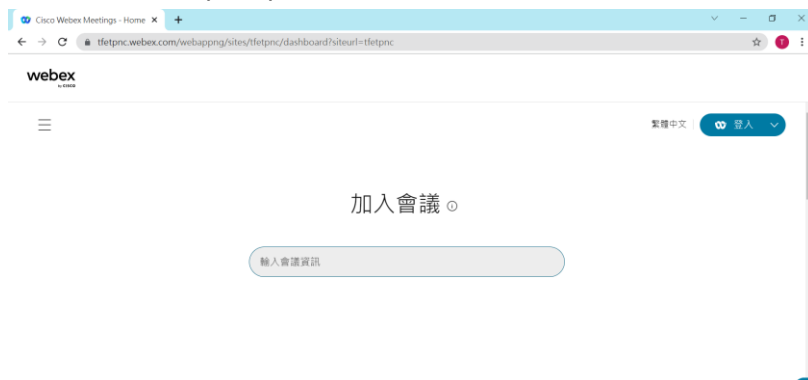 Cisco Webex Meetings - Home
tfetpnc.webex.com/webappng/sites/tfetpnc/dashboard?siteurl=tfetpnc
T
webex
by CISCO
繁體中文
登入
加入會議
輸入會議資訊